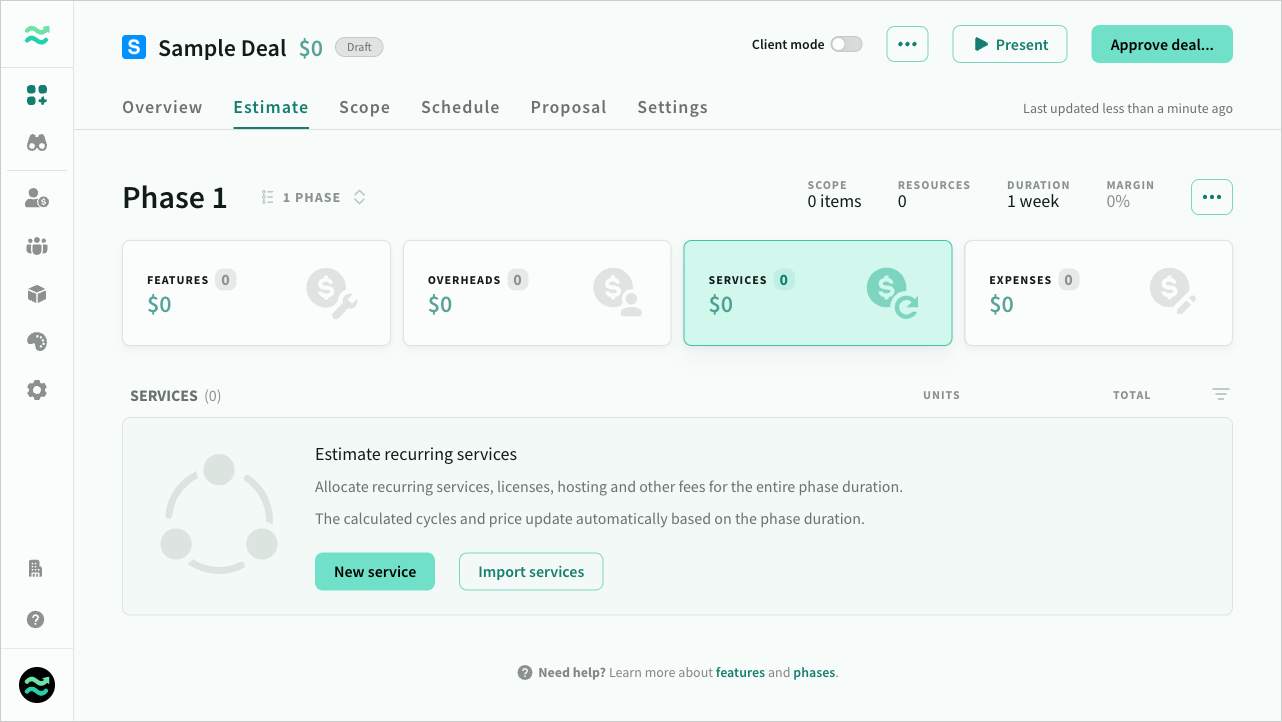 S Sample Deal $0 Draft
Client mode
Present
Approve deal...
Overview Estimate Scope Schedule Proposal Settings
Last updated less than a minute ago
Phase 1
1 PHASE
SCOPE RESOURCES DURATION MARGIN
0 items 0 1 week 0%
FEATURES 0
$0
$
OVERHEADS 0
$0
$
SERVICES 0
$0
$
EXPENSES 0
$0
$
SERVICES (0) UNITS TOTAL
Estimate recurring services
Allocate recurring services, licenses, hosting and other fees for the entire phase duration.
The calculated cycles and price update automatically based on the phase duration.
New service Import services
? Need help? Learn more about features and phases.